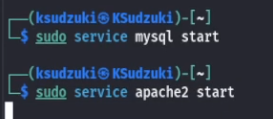 ┌──(ksudzuki㉿KSudzuki)-[~]
└─$ sudo service mysql start
┌──(ksudzuki㉿KSudzuki)-[~]
└─$ sudo service apache2 start